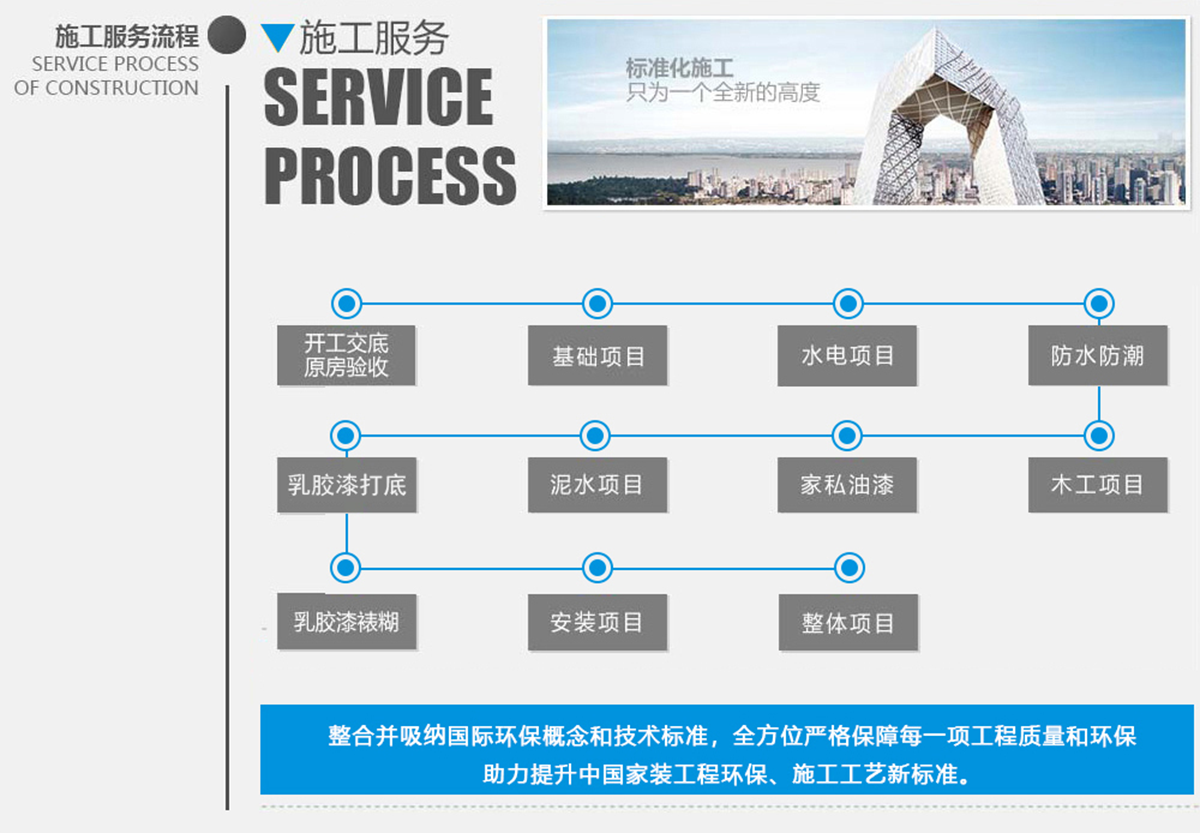 施工服务流程
SERVICE PROCESS
OF CONSTRUCTION
施工服务
SERVICE
PROCESS
标准化施工
只为一个全新的高度
开工交底
原房验收
基础项目
水电项目
防水防潮
乳胶漆打底
泥水项目
家私油漆
木工项目
乳胶漆裱糊
安装项目
整体项目
整合并吸纳国际环保概念和技术标准，全方位严格保障每一项工程质量和环保
助力提升中国家装工程环保、施工工艺新标准。